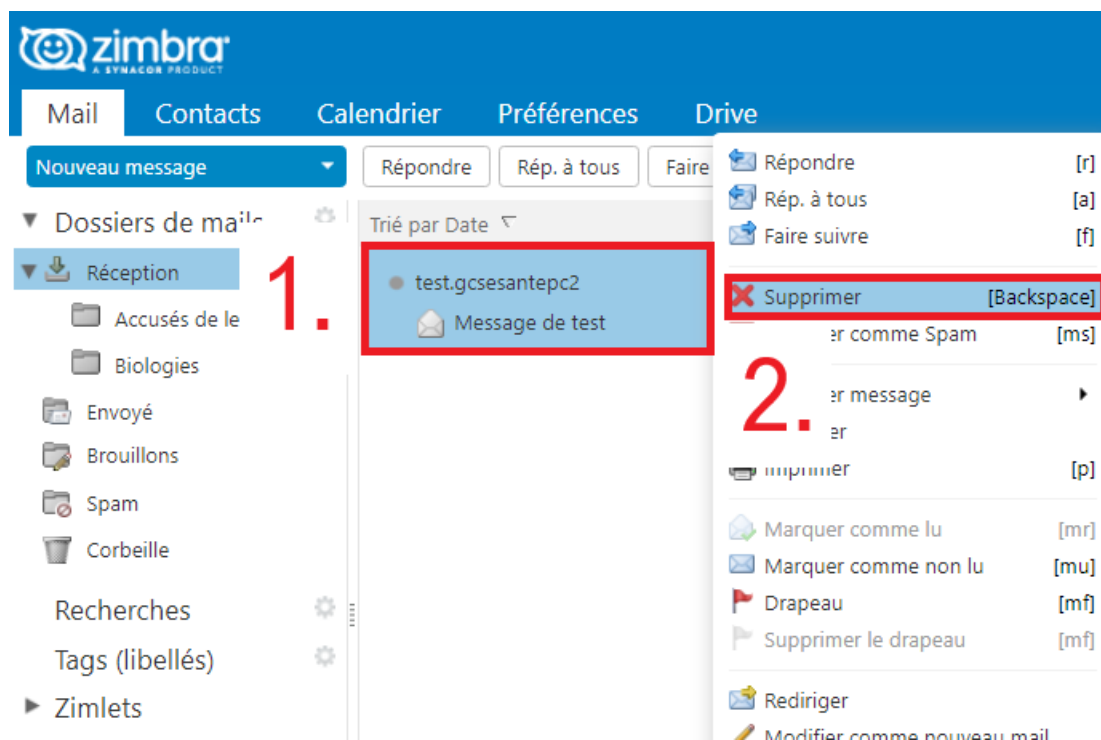 zimbra
A SYNACOR PRODUCT
Mail Contacts Calendrier Préférences Drive
Nouveau message
Répondre Rép. à tous Faire
Dossiers de mails
Réception
Accusés de le
Biologies
Envoyé
Brouillons
Spam
Corbeille
Recherches
Tags (libellés)
Zimlets
1.
Trié par Date
test.gcsesantepc2
Message de test
Répondre [r]
Rép. à tous [a]
Faire suivre [f]
Supprimer [Backspace]
er comme Spam [ms]
2.
er message
er
Imprimer [p]
Marquer comme lu [mr]
Marquer comme non lu [mu]
Drapeau [mf]
Supprimer le drapeau [mf]
Rediriger
Modifier comme nouveau mail